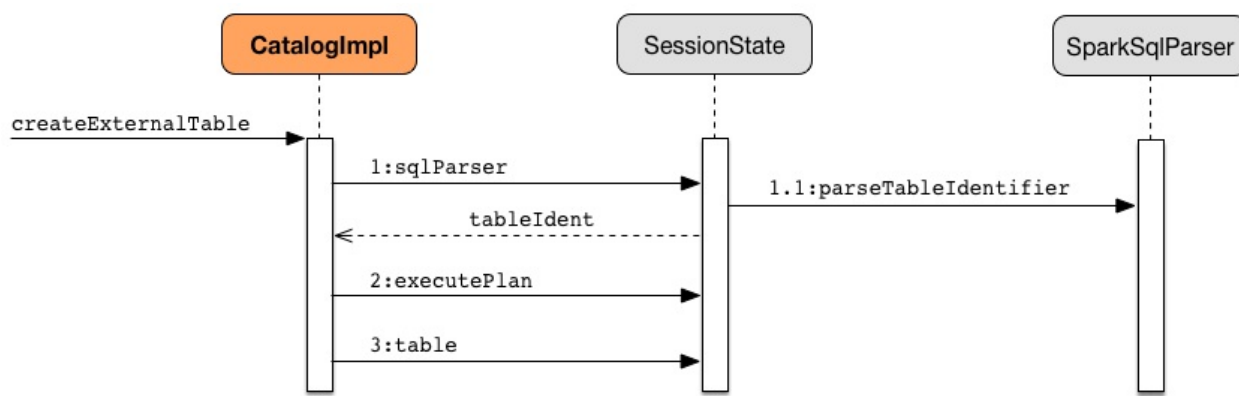 CatalogImpl
SessionState
SparkSqlParser
createExternalTable
1:sqlParser
1.1:parseTableIdentifier
tableIdent
2:executePlan
3:table